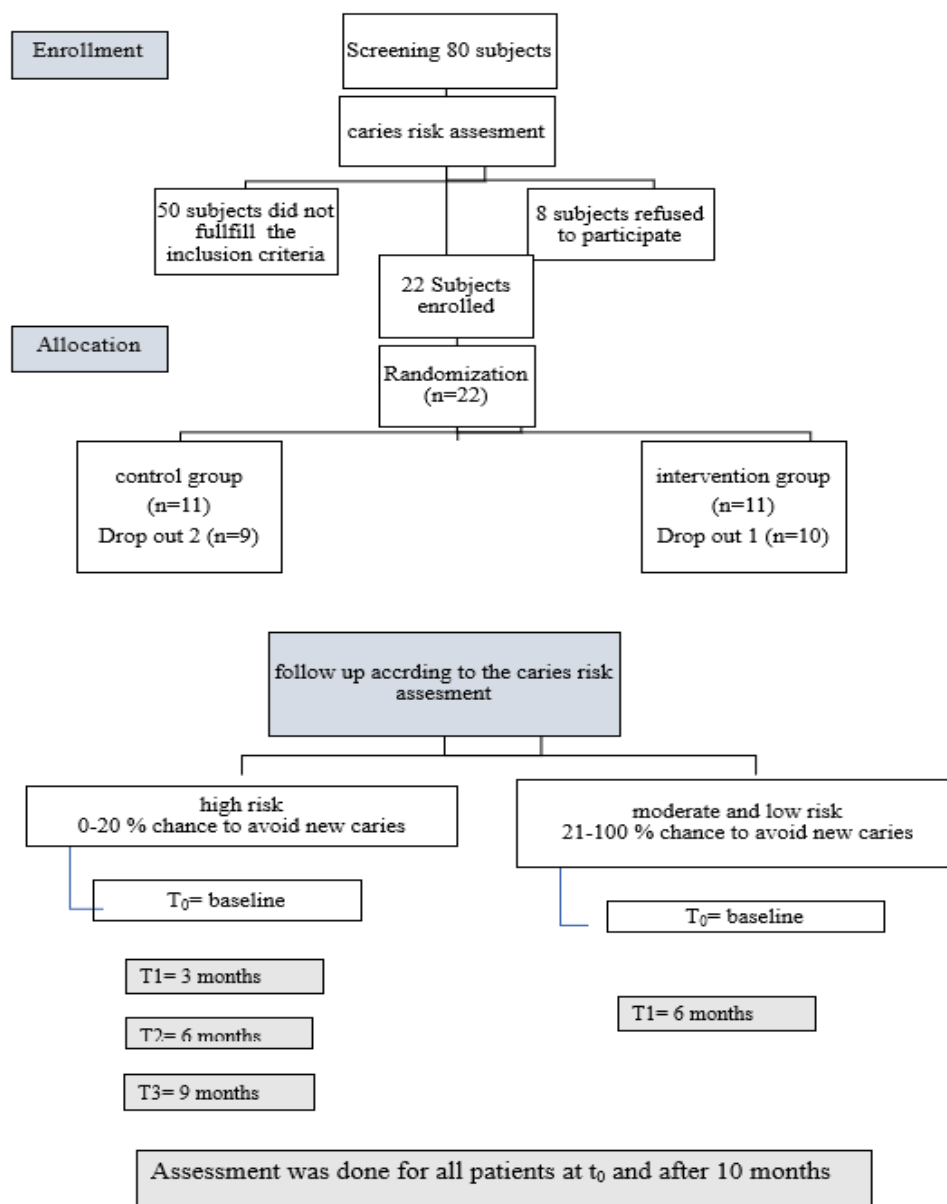 Enrollment
Screening 80 subjects
caries risk assesment
50 subjects did not
fullfill the
inclusion criteria
8 subjects refused
to participate
22 Subjects
enrolled
Allocation
Randomization
(n=22)
control group
(n=11)
Drop out 2 (n=9)
intervention group
(n=11)
Drop out 1 (n=10)
follow up accrding to the caries risk
assesment
high risk
0-20 % chance to avoid new caries
moderate and low risk
21-100 % chance to avoid new caries
T₀= baseline
T₀= baseline
T1= 3 months
T1= 6 months
T2= 6 months
T3= 9 months
Assessment was done for all patients at t₀ and after 10 months